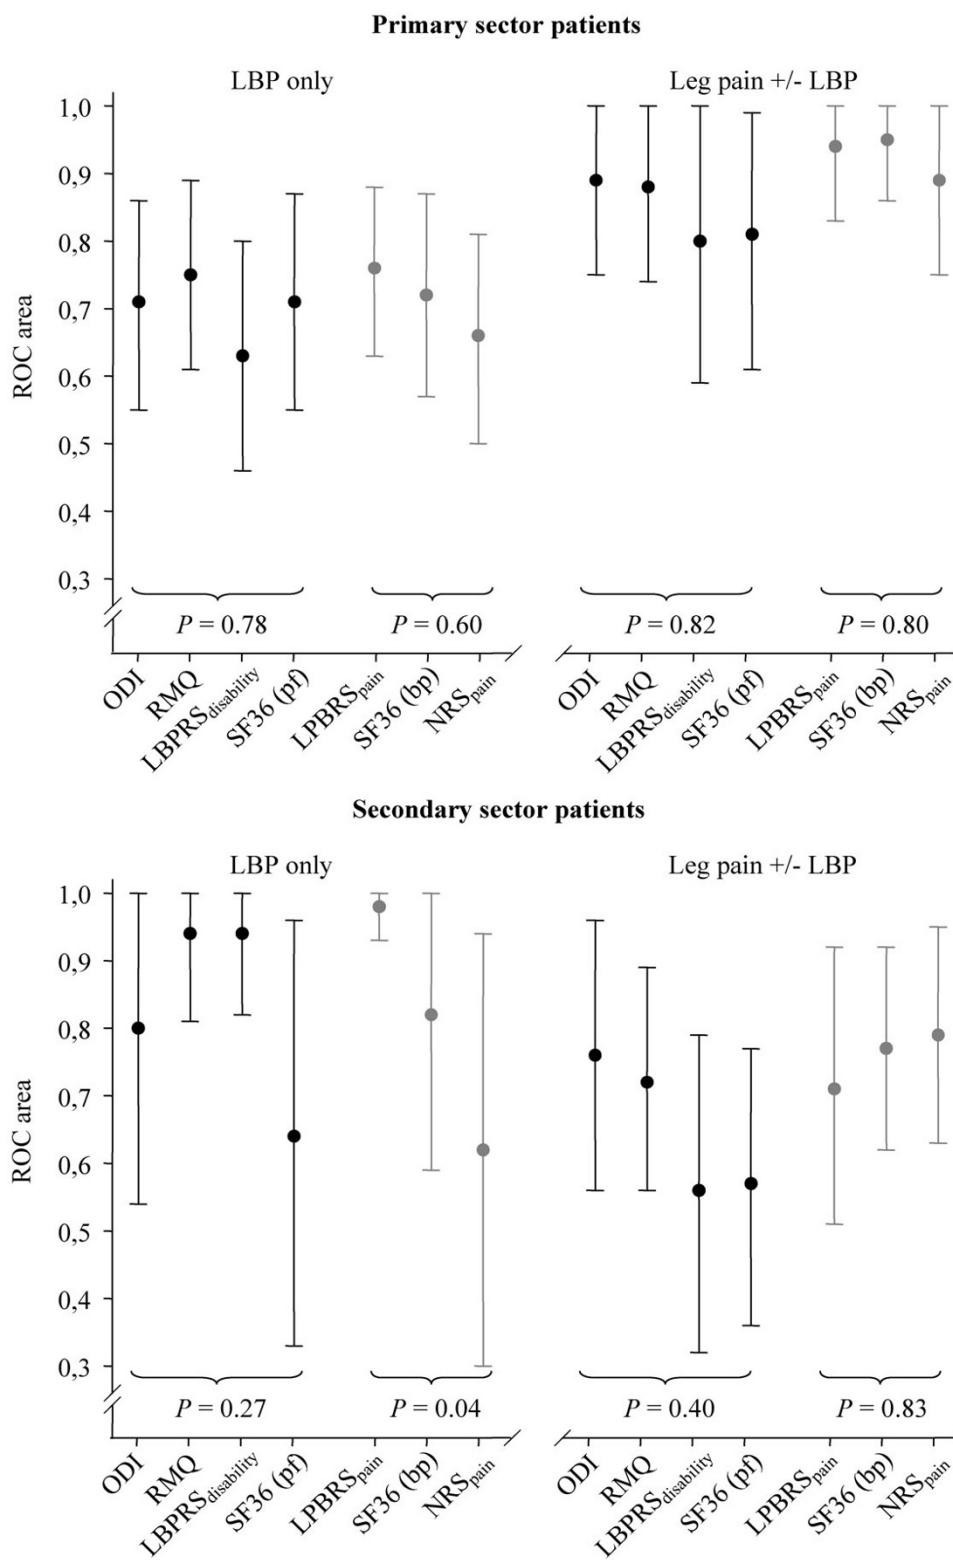 Primary sector patients
LBP only
Leg pain +/- LBP
ROC area
1,0
0,9
0,8
0,7
0,6
0,5
0,4
0,3
P = 0.78
P = 0.60
P = 0.82
P = 0.80
ODI
RMQ
LBPRSdisability
SF36 (pf)
LPBRSpain
SF36 (bp)
NRSpain
ODI
RMQ
LBPRSdisability
SF36 (pf)
LPBRSpain
SF36 (bp)
NRSpain
Secondary sector patients
LBP only
Leg pain +/- LBP
ROC area
1,0
0,9
0,8
0,7
0,6
0,5
0,4
0,3
P = 0.27
P = 0.04
P = 0.40
P = 0.83
ODI
RMQ
LBPRSdisability
SF36 (pf)
LPBRSpain
SF36 (bp)
NRSpain
ODI
RMQ
LBPRSdisability
SF36 (pf)
LPBRSpain
SF36 (bp)
NRSpain